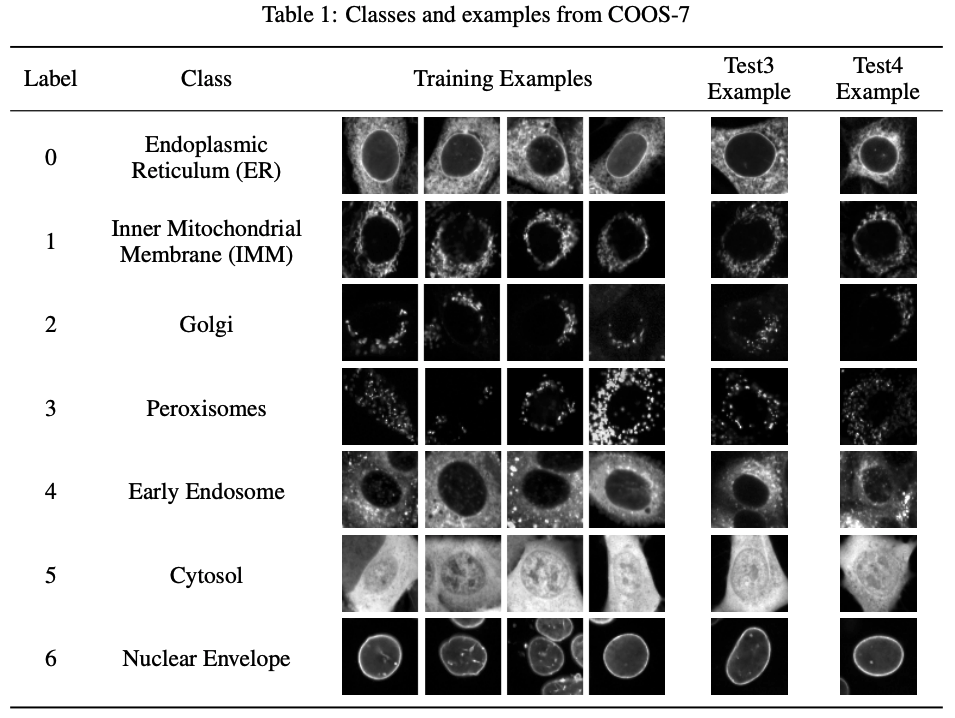 Table 1: Classes and examples from COOS-7
Label Class Training Examples Test3 Example Test4 Example
0 Endoplasmic Reticulum (ER)
1 Inner Mitochondrial Membrane (IMM)
2 Golgi
3 Peroxisomes
4 Early Endosome
5 Cytosol
6 Nuclear Envelope